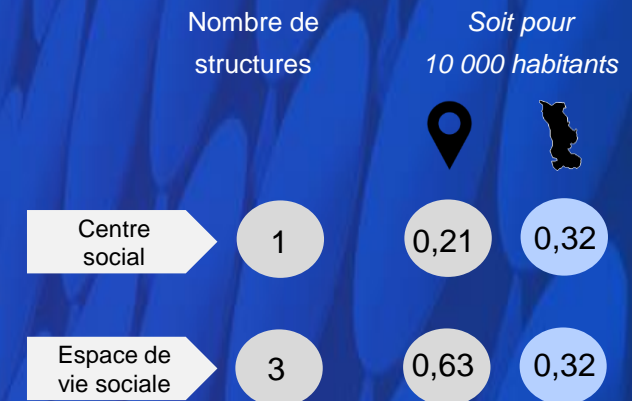 Nombre de
structures
Soit pour
10 000 habitants
Centre
social
1
0,21
0,32
Espace de
vie sociale
3
0,63
0,32